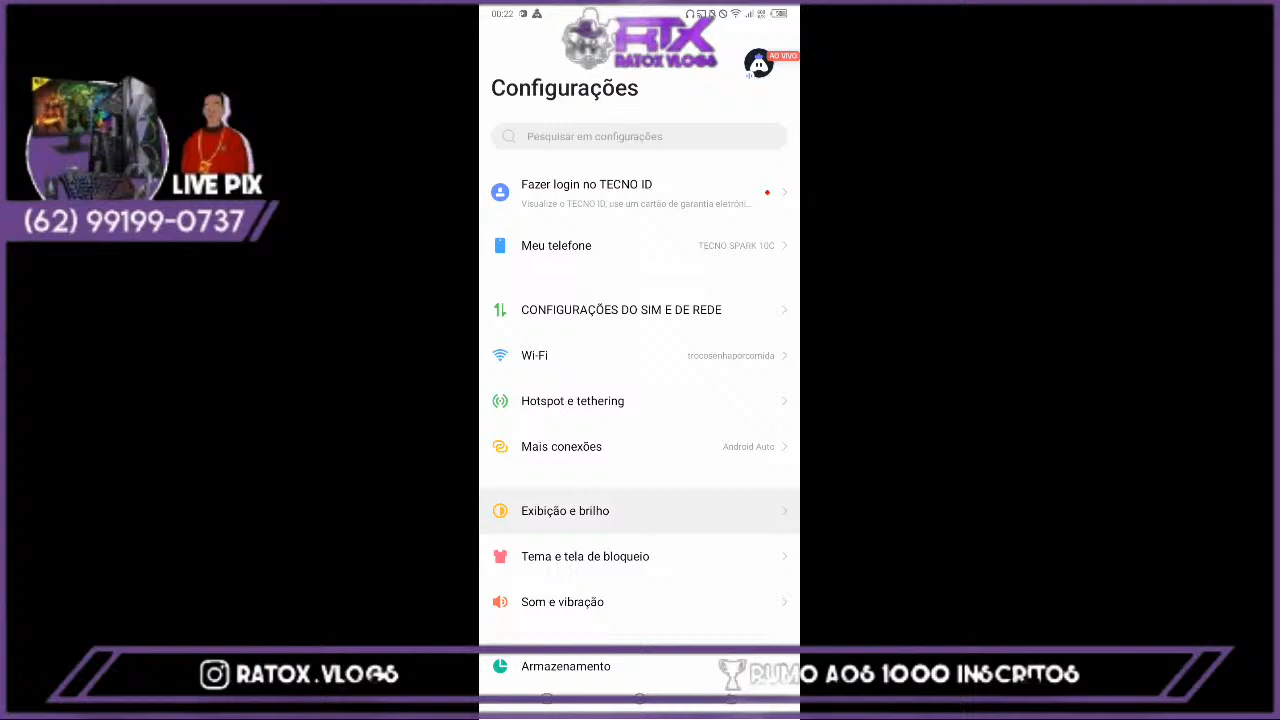 00:22
RTX
RATOX VLOGS
AO VIVO
Configurações
Pesquisar em configurações
Fazer login no TECNO ID
Visualize o TECNO ID, use um cartão de garantia eletrôni...
Meu telefone
TECNO SPARK 10C
CONFIGURAÇÕES DO SIM E DE REDE
Wi-Fi
trocosenhaporcomida
Hotspot e tethering
Mais conexões
Android Auto
Exibição e brilho
Tema e tela de bloqueio
Som e vibração
Armazenamento
LIVE PIX
(62) 99199-0737
RATOX.VLOGS
RUMO AOS 1000 INSCRITOS